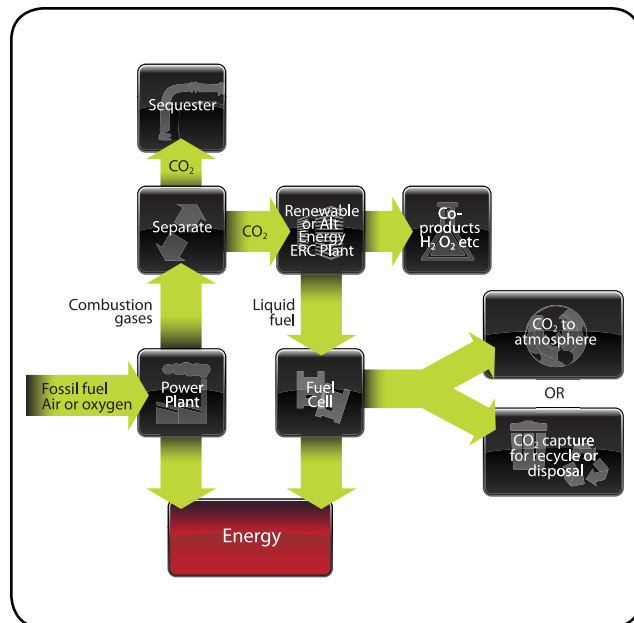 Sequester
CO₂
Separate
CO₂
Renewable
or Alt
Energy
ERC Plant
Co-
products
H₂ O₂ etc
Combustion
gases
Liquid
fuel
CO₂ to
atmosphere
Fossil fuel
Air or oxygen
Power
Plant
Fuel
Cell
OR
CO₂ capture
for recycle or
disposal
Energy